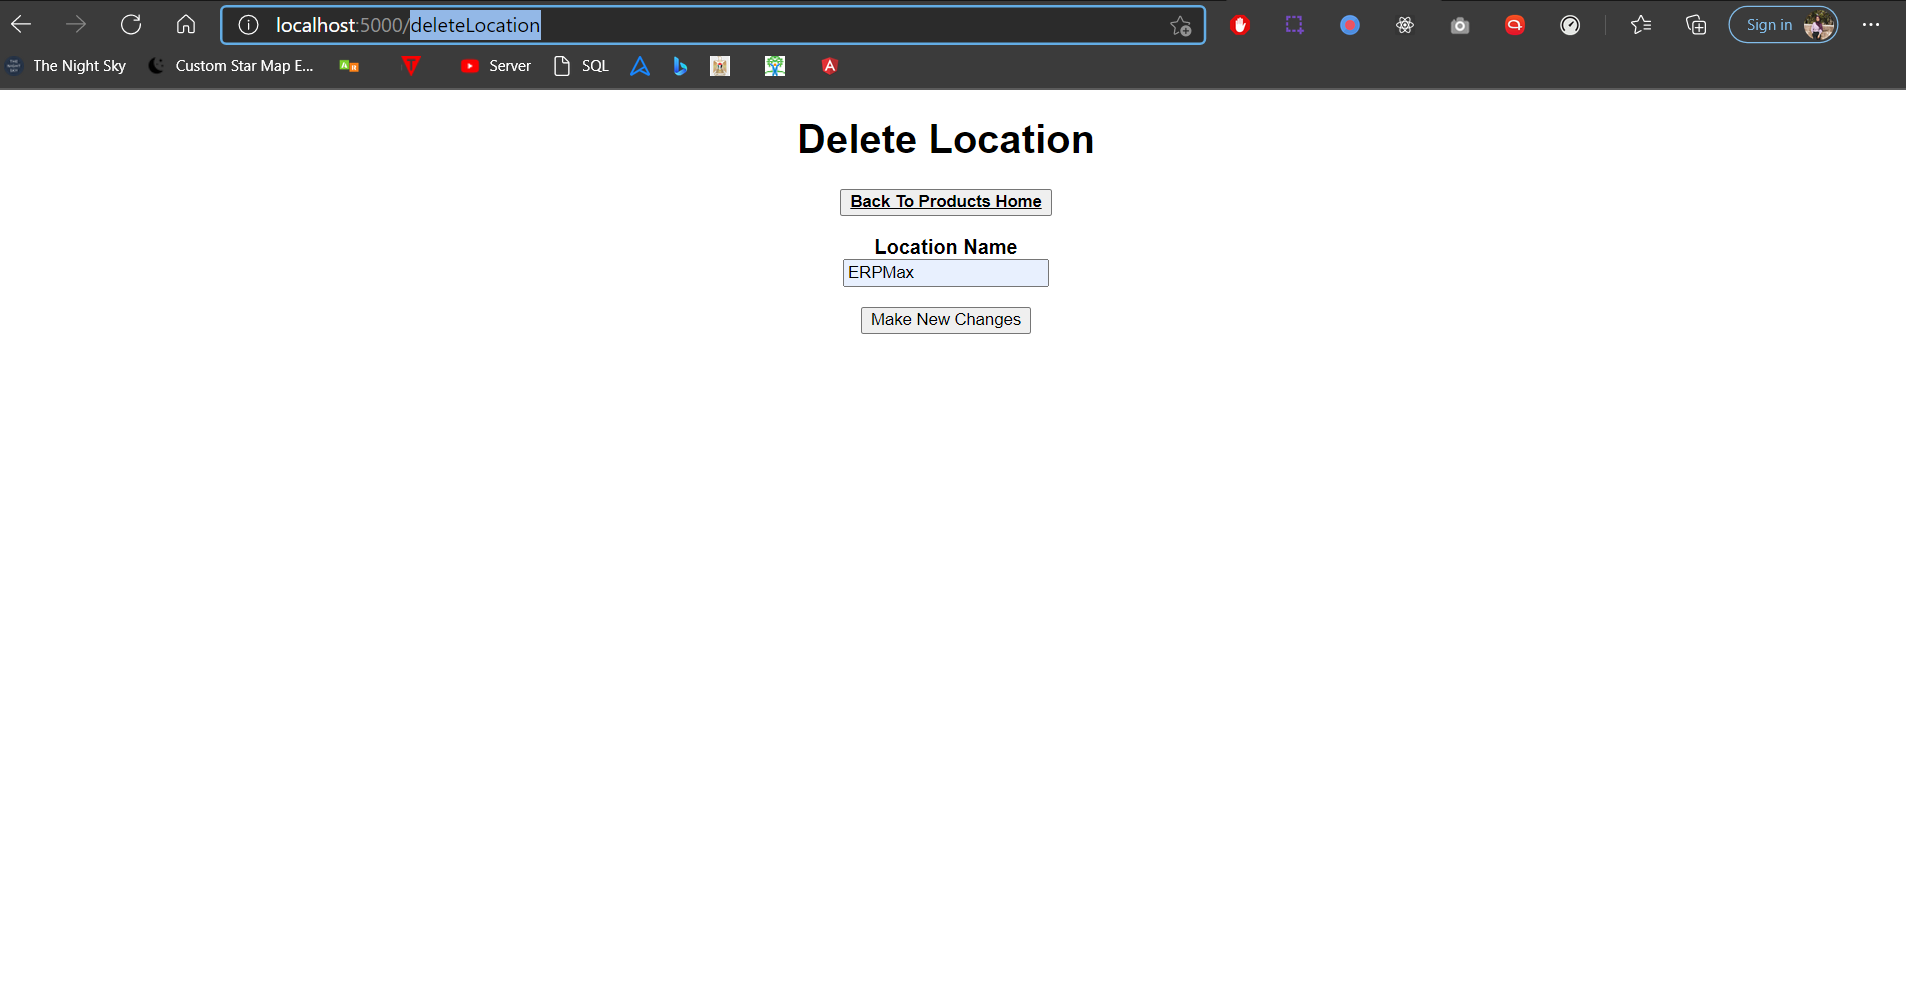 localhost:5000/deleteLocation
Sign in
The Night Sky
Custom Star Map E...
Server
SQL
Delete Location
Back To Products Home
Location Name
ERPMax
Make New Changes